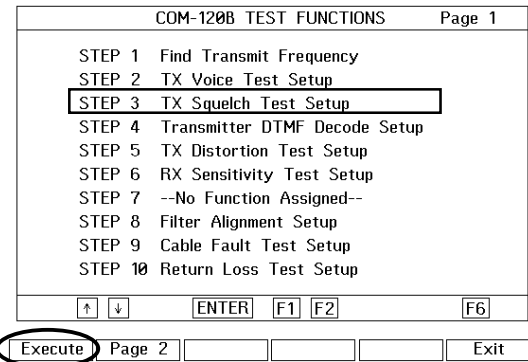 COM-120B TEST FUNCTIONS Page 1
STEP 1 Find Transmit Frequency
STEP 2 TX Voice Test Setup
STEP 3 TX Squelch Test Setup
STEP 4 Transmitter DTMF Decode Setup
STEP 5 TX Distortion Test Setup
STEP 6 RX Sensitivity Test Setup
STEP 7 --No Function Assigned--
STEP 8 Filter Alignment Setup
STEP 9 Cable Fault Test Setup
STEP 10 Return Loss Test Setup
↑ ↓ ENTER F1 F2 F6
Execute Page 2 Exit